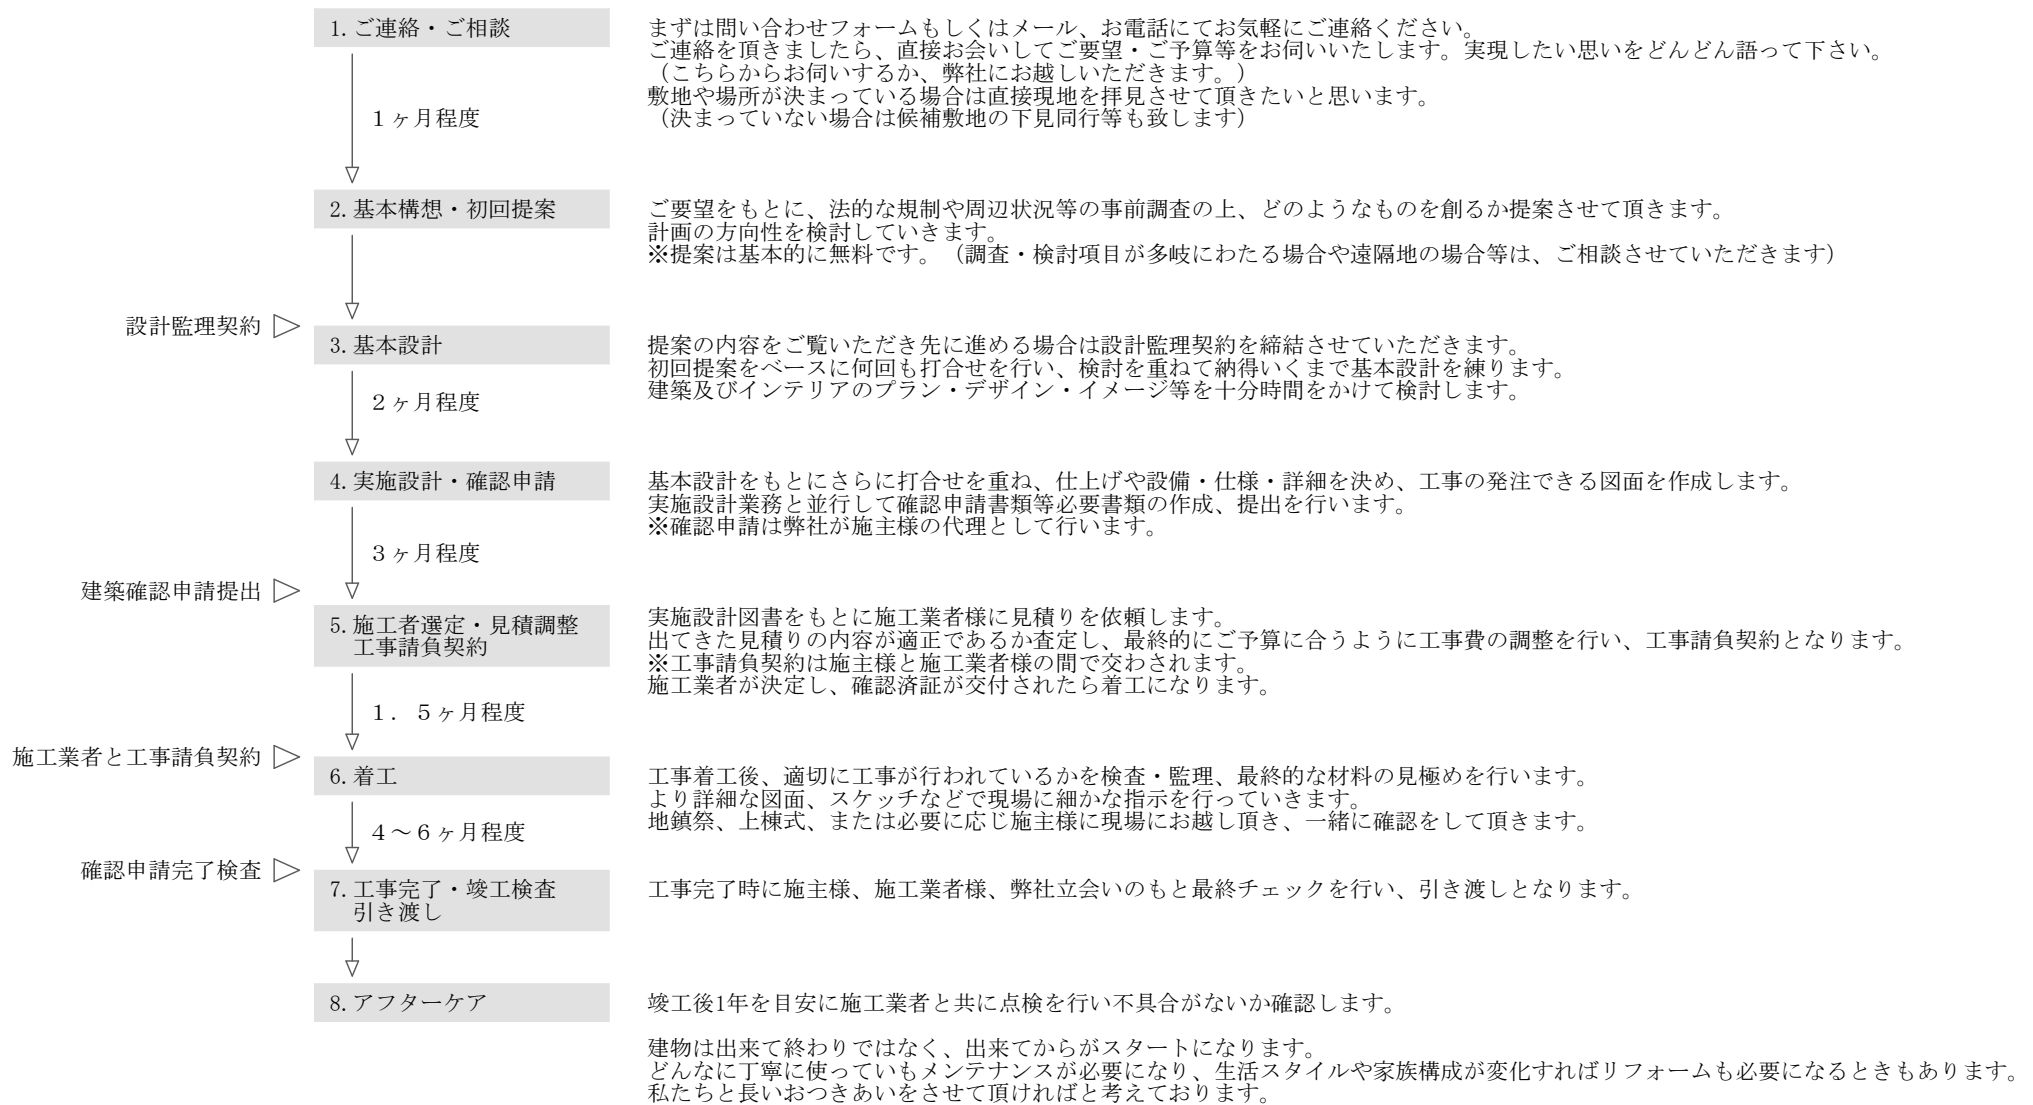 1.ご連絡・ご相談
まずは問い合わせフォームもしくはメール、お電話にてお気軽にご連絡ください。
ご連絡を頂きましたら、直接お会いしてご要望・ご予算等をお伺いいたします。実現したい思いをどんどん語って下さい。
（こちらからお伺いするか、弊社にお越しいただきます。）
敷地や場所が決まっている場合は直接現地を拝見させて頂きたいと思います。
（決まっていない場合は候補敷地の下見同行等も致します）
１ヶ月程度
2.基本構想・初回提案
ご要望をもとに、法的な規制や周辺状況等の事前調査の上、どのようなものを創るか提案させて頂きます。
計画の方向性を検討していきます。
※提案は基本的に無料です。（調査・検討項目が多岐にわたる場合や遠隔地の場合等は、ご相談させていただきます）
設計監理契約
3.基本設計
提案の内容をご覧いただき先に進める場合は設計監理契約を締結させていただきます。
初回提案をベースに何回も打合せを行い、検討を重ねて納得いくまで基本設計を練ります。
建築及びインテリアのプラン・デザイン・イメージ等を十分時間をかけて検討します。
２ヶ月程度
4.実施設計・確認申請
基本設計をもとにさらに打合せを重ね、仕上げや設備・仕様・詳細を決め、工事の発注できる図面を作成します。
実施設計業務と並行して確認申請書類等必要書類の作成、提出を行います。
※確認申請は弊社が施主様の代理として行います。
３ヶ月程度
建築確認申請提出
5.施工者選定・見積調整
工事請負契約
実施設計図書をもとに施工業者様に見積りを依頼します。
出てきた見積りの内容が適正であるか査定し、最終的にご予算に合うように工事費の調整を行い、工事請負契約となります。
※工事請負契約は施主様と施工業者様の間で交わされます。
施工業者が決定し、確認済証が交付されたら着工になります。
１．５ヶ月程度
施工業者と工事請負契約
6.着工
工事着工後、適切に工事が行われているかを検査・監理、最終的な材料の見極めを行います。
より詳細な図面、スケッチなどで現場に細かな指示を行っていきます。
地鎮祭、上棟式、または必要に応じ施主様に現場にお越し頂き、一緒に確認をして頂きます。
４～６ヶ月程度
確認申請完了検査
7.工事完了・竣工検査
引き渡し
工事完了時に施主様、施工業者様、弊社立会いのもと最終チェックを行い、引き渡しとなります。
8.アフターケア
竣工後1年を目安に施工業者と共に点検を行い不具合がないか確認します。
建物は出来て終わりではなく、出来てからがスタートになります。
どんなに丁寧に使っていもメンテナンスが必要になり、生活スタイルや家族構成が変化すればリフォームも必要になるときもあります。
私たちと長いおつきあいをさせて頂ければと考えております。